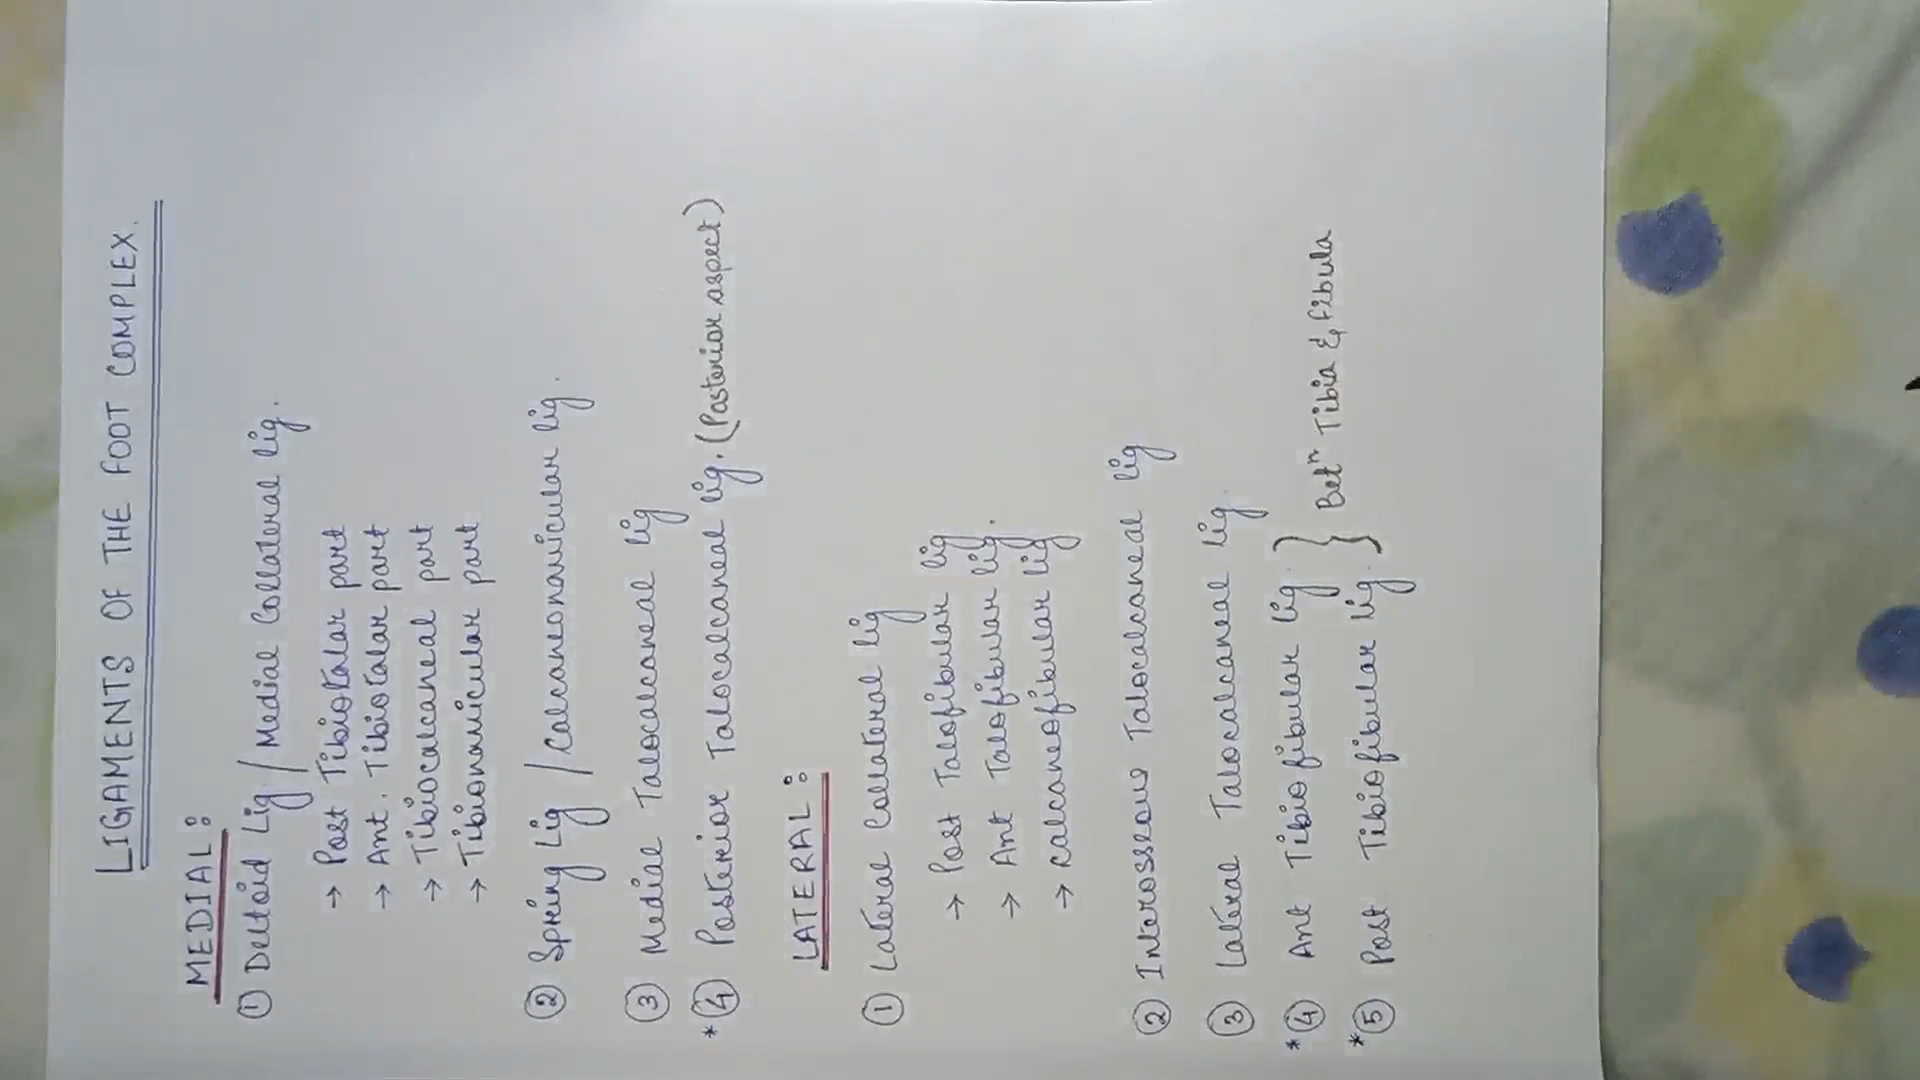 LIGAMENTS OF THE FOOT COMPLEX.
MEDIAL:
① Deltoid Lig / Medial Collateral lig.
→ Post Tibiotalar part
→ Ant. Tibiotalar part
→ Tibiocalcaneal part
→ Tibionavicular part
② Spring Lig / Calcaneonavicular lig.
③ Medial Talocalcaneal lig
*④ Posterior Talocalcaneal lig. (Posterior aspect)
LATERAL:
① Lateral Collateral lig
→ Post Talofibular lig
→ Ant Talofibular lig.
→ Calcaneofibular lig
② Interosseous Talocalcaneal lig
③ Lateral Talocalcaneal lig
*④ Ant Tibiofibular lig } Betⁿ Tibia & fibula
*⑤ Post Tibiofibular lig. }